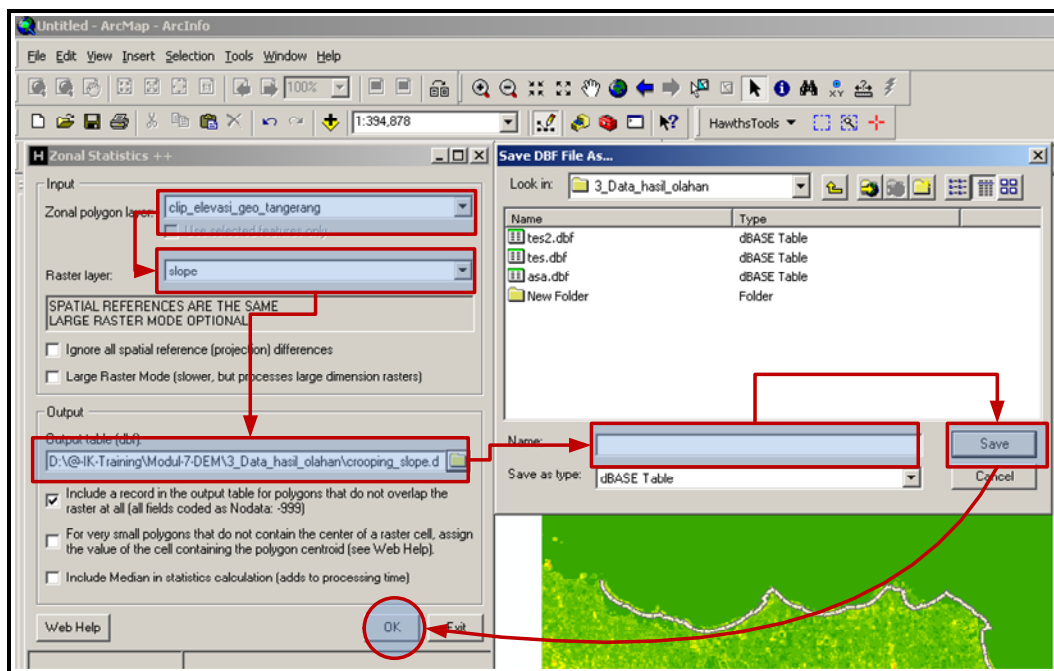 Untitled - ArcMap - ArcInfo
File Edit View Insert Selection Tools Window Help
100%
1:394,878
HawthsTools
H Zonal Statistics ++
Input
Zonal polygon layer: clip_elevasi_geo_tangerang
Use selected features only
Raster layer: slope
SPATIAL REFERENCES ARE THE SAME
LARGE RASTER MODE OPTIONAL
Ignore all spatial reference (projection) differences
Large Raster Mode (slower, but processes large dimension rasters)
Output
Output table (dbf):
D:\@-IK-Training\Modul-7-DEM\3_Data_hasil_olahan\crooping_slope.d
Include a record in the output table for polygons that do not overlap the
raster at all (all fields coded as Nodata: -999)
For very small polygons that do not contain the center of a raster cell, assign
the value of the cell containing the polygon centroid (see Web Help).
Include Median in statistics calculation (adds to processing time)
Web Help OK Exit
Save DBF File As...
Look in: 3_Data_hasil_olahan
Name Type
tes2.dbf dBASE Table
tes.dbf dBASE Table
asa.dbf dBASE Table
New Folder Folder
Name: Save
Save as type: dBASE Table Cancel